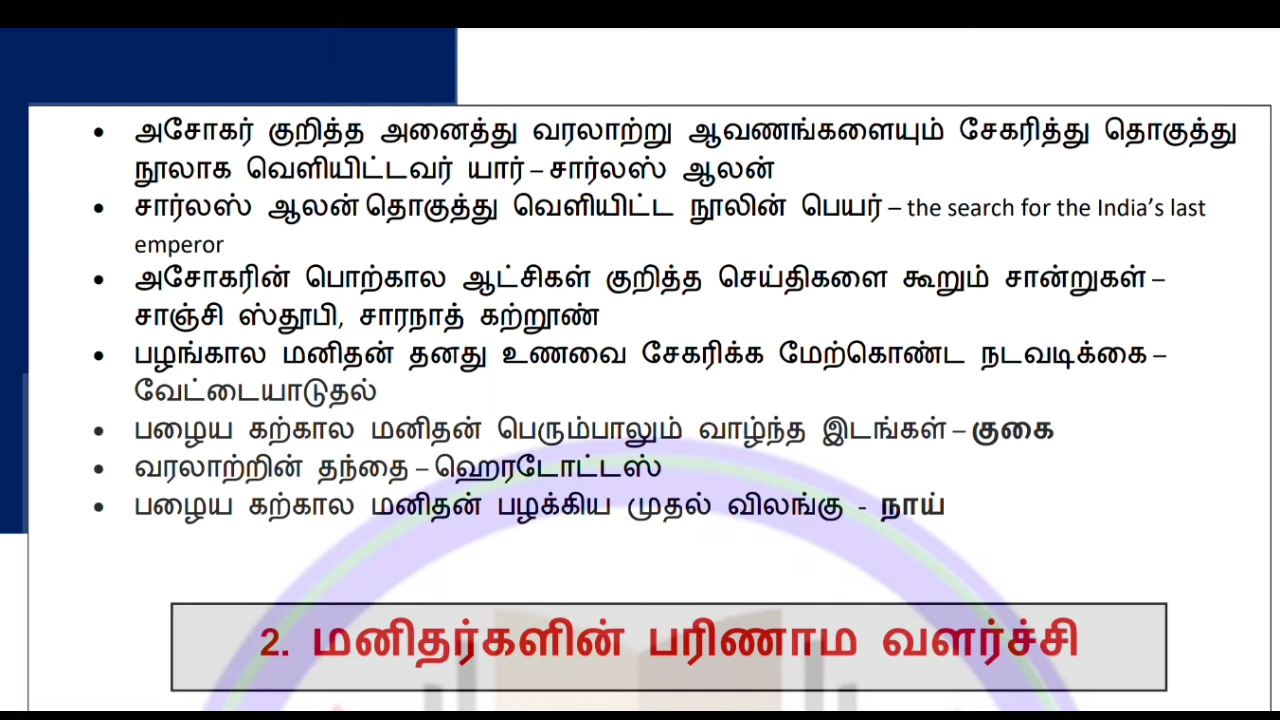 • அசோகர் குறித்த அனைத்து வரலாற்று ஆவணங்களையும் சேகரித்து தொகுத்து
நூலாக வெளியிட்டவர் யார் – சார்லஸ் ஆலன்
• சார்லஸ் ஆலன் தொகுத்து வெளியிட்ட நூலின் பெயர் – the search for the India’s last
emperor
• அசோகரின் பொற்கால ஆட்சிகள் குறித்த செய்திகளை கூறும் சான்றுகள் –
சாஞ்சி ஸ்தூபி, சாரநாத் கற்றூண்
• பழங்கால மனிதன் தனது உணவை சேகரிக்க மேற்கொண்ட நடவடிக்கை –
வேட்டையாடுதல்
• பழைய கற்கால மனிதன் பெரும்பாலும் வாழ்ந்த இடங்கள் – குகை
• வரலாற்றின் தந்தை – ஹெரடோட்டஸ்
• பழைய கற்கால மனிதன் பழக்கிய முதல் விலங்கு - நாய்
2. மனிதர்களின் பரிணாம வளர்ச்சி